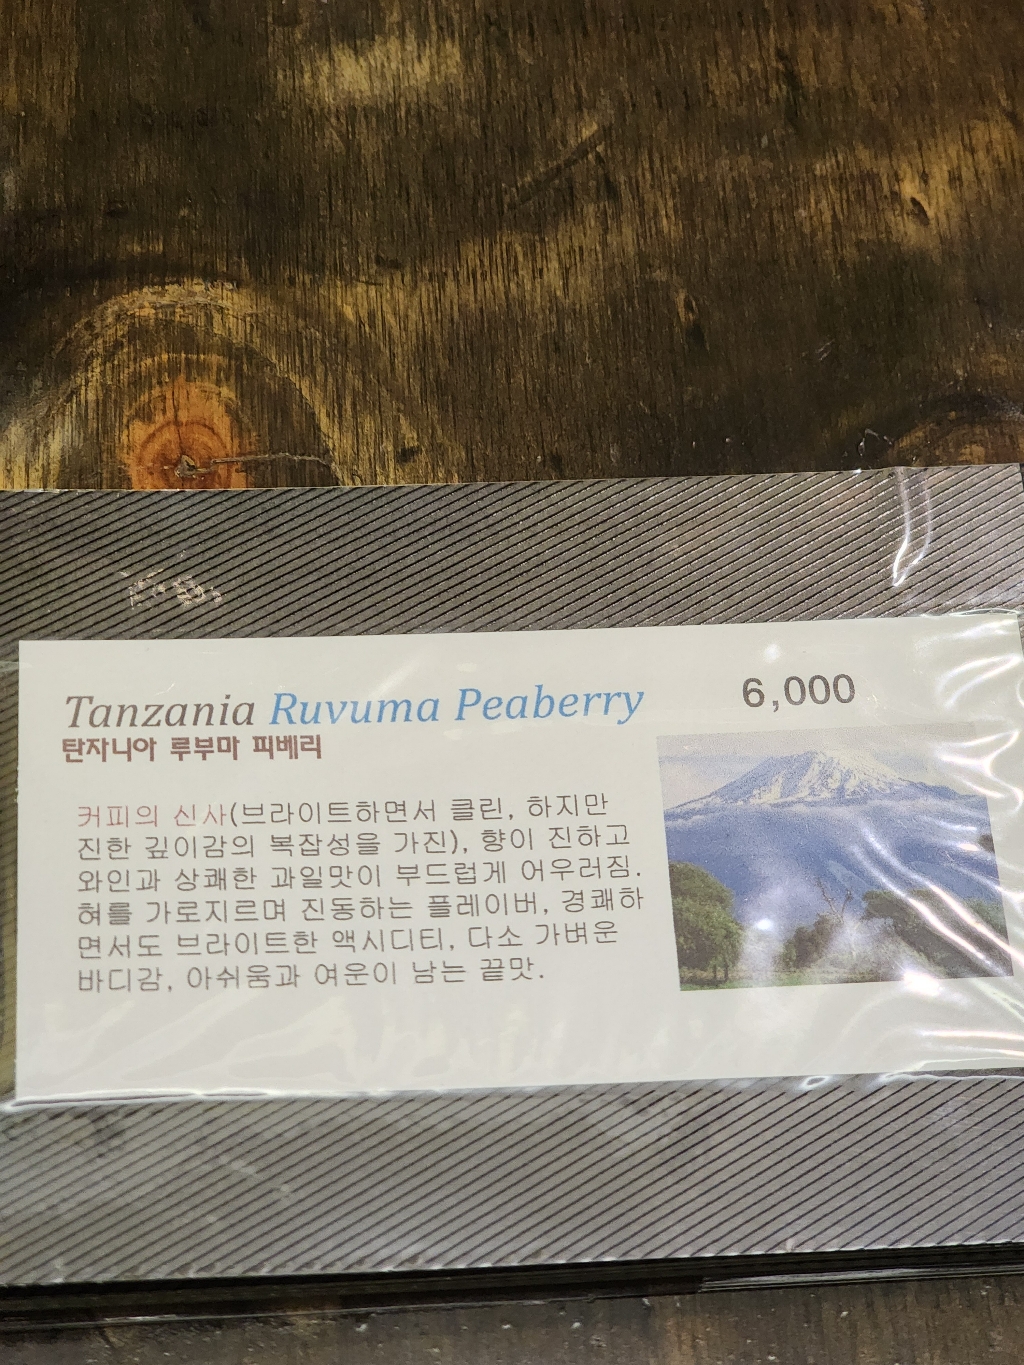 Tanzania Ruvuma Peaberry 6,000
탄자니아 루부마 피베리
커피의 신사(브라이트하면서 클린, 하지만
진한 깊이감의 복잡성을 가진), 향이 진하고
와인과 상쾌한 과일맛이 부드럽게 어우러짐.
혀를 가로지르며 진동하는 플레이버, 경쾌하
면서도 브라이트한 액시디티, 다소 가벼운
바디감, 아쉬움과 여운이 남는 끝맛.